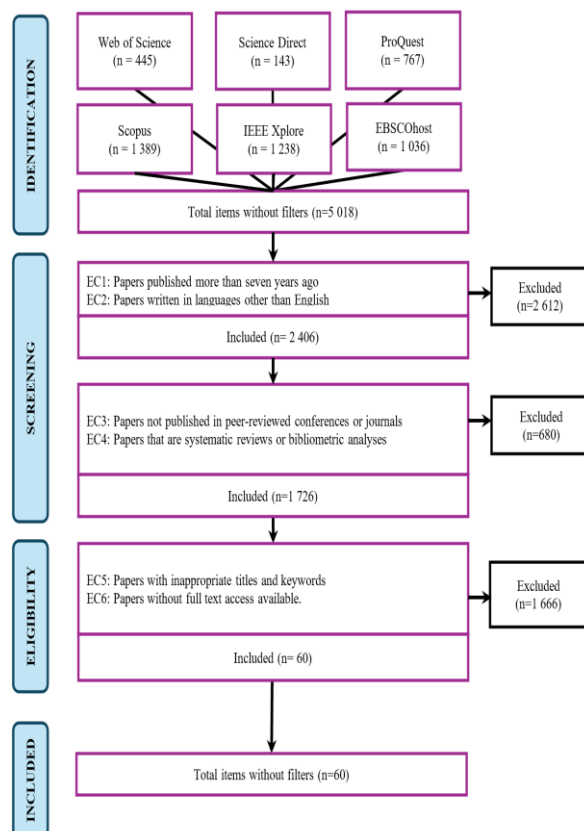 IDENTIFICATION
Web of Science
(n = 445)
Science Direct
(n = 143)
ProQuest
(n = 767)
Scopus
(n = 1 389)
IEEE Xplore
(n = 1 238)
EBSCOhost
(n = 1 036)
Total items without filters (n=5 018)
SCREENING
EC1: Papers published more than seven years ago
EC2: Papers written in languages other than English
Excluded
(n=2 612)
Included (n= 2 406)
EC3: Papers not published in peer-reviewed conferences or journals
EC4: Papers that are systematic reviews or bibliometric analyses
Excluded
(n=680)
Included (n=1 726)
ELIGIBILITY
EC5: Papers with inappropriate titles and keywords
EC6: Papers without full text access available.
Excluded
(n=1 666)
Included (n= 60)
INCLUDED
Total items without filters (n=60)